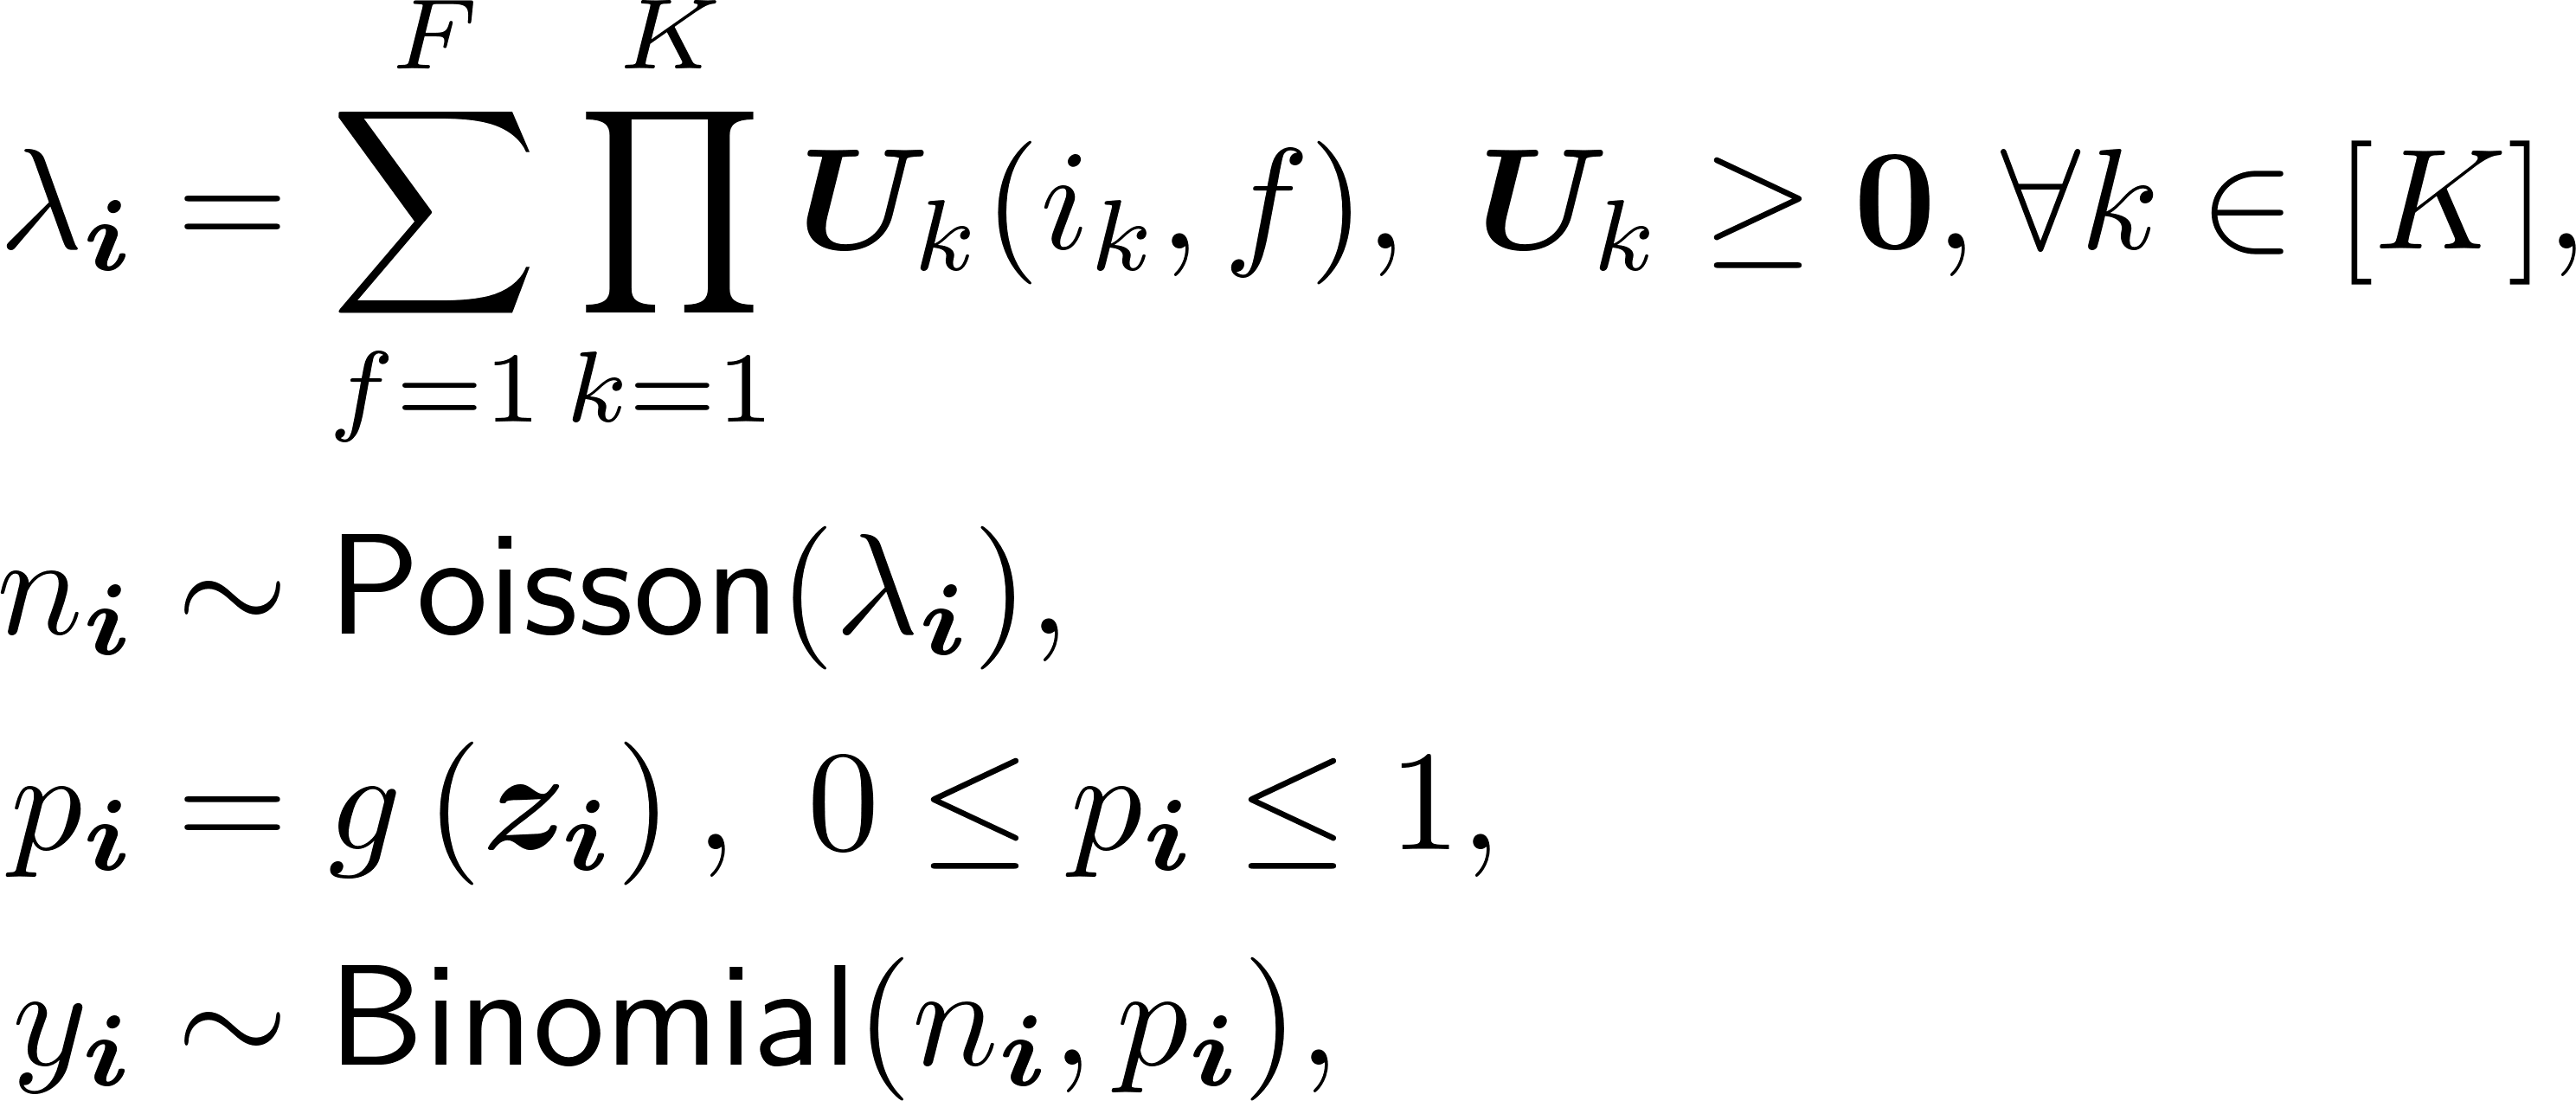 λ_𝒊 = ∑_{f=1}^{F} ∏_{k=1}^{K} 𝑼_k(i_k, f), 𝑼_k ≥ 𝟎, ∀k ∈ [K],
n_𝒊 ∼ Poisson(λ_𝒊),
p_𝒊 = g(𝒛_𝒊), 0 ≤ p_𝒊 ≤ 1,
y_𝒊 ∼ Binomial(n_𝒊, p_𝒊),